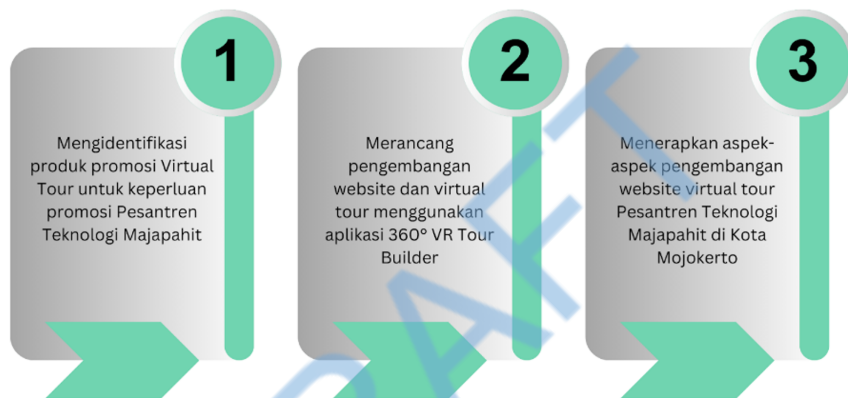 1
Mengidentifikasi
produk promosi Virtual
Tour untuk keperluan
promosi Pesantren
Teknologi Majapahit
2
Merancang
pengembangan
website dan virtual
tour menggunakan
aplikasi 360° VR Tour
Builder
3
Menerapkan aspek-
aspek pengembangan
website virtual tour
Pesantren Teknologi
Majapahit di Kota
Mojokerto
RAFT